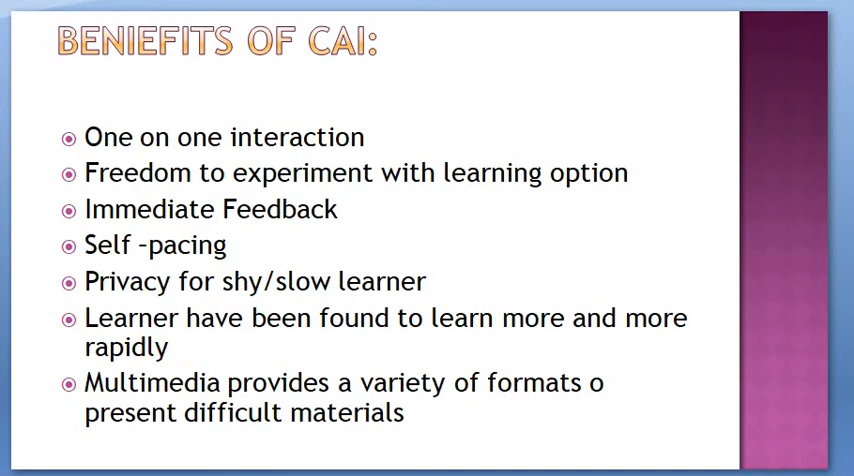 BENIEFITS OF CAI:
One on one interaction
Freedom to experiment with learning option
Immediate Feedback
Self -pacing
Privacy for shy/slow learner
Learner have been found to learn more and more
rapidly
Multimedia provides a variety of formats o
present difficult materials